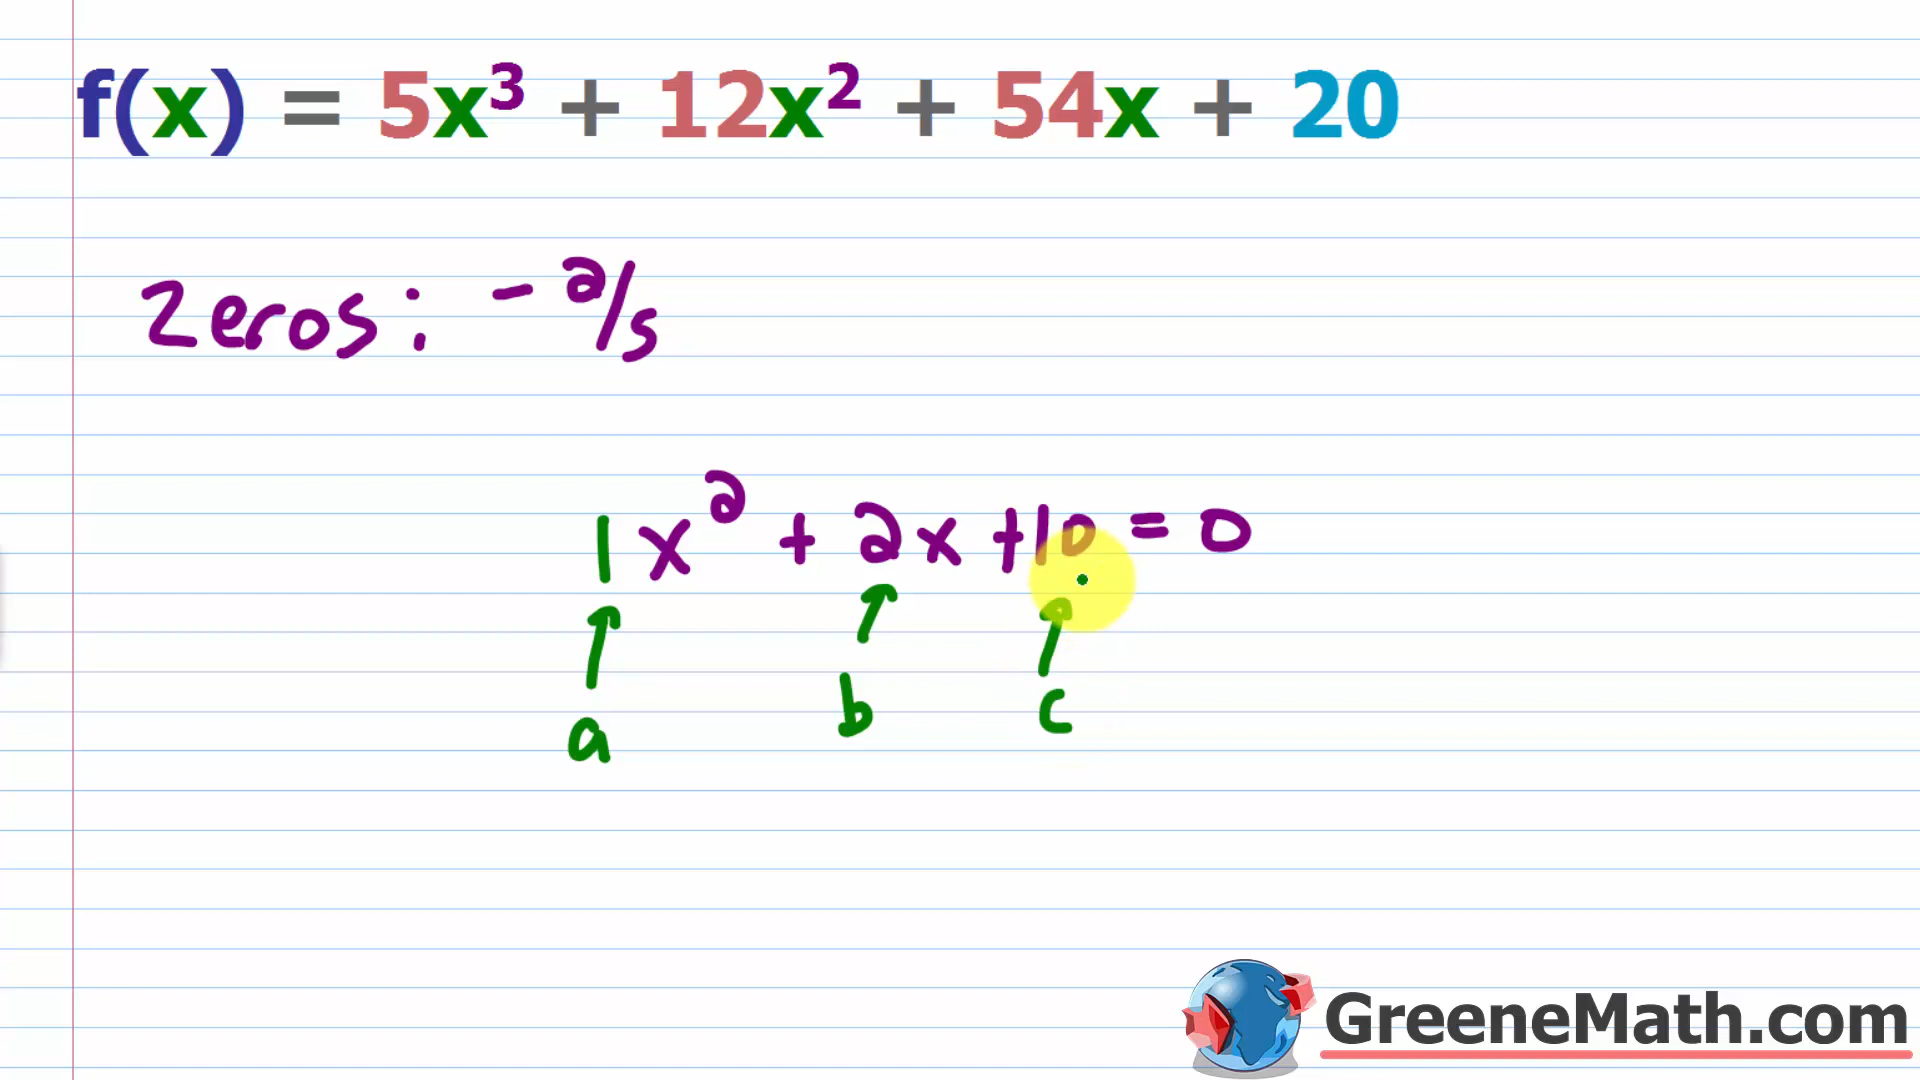 f(x) = 5x³ + 12x² + 54x + 20
Zeros: - 2/5
1x² + 2x + 10 = 0
a b c
GreeneMath.com